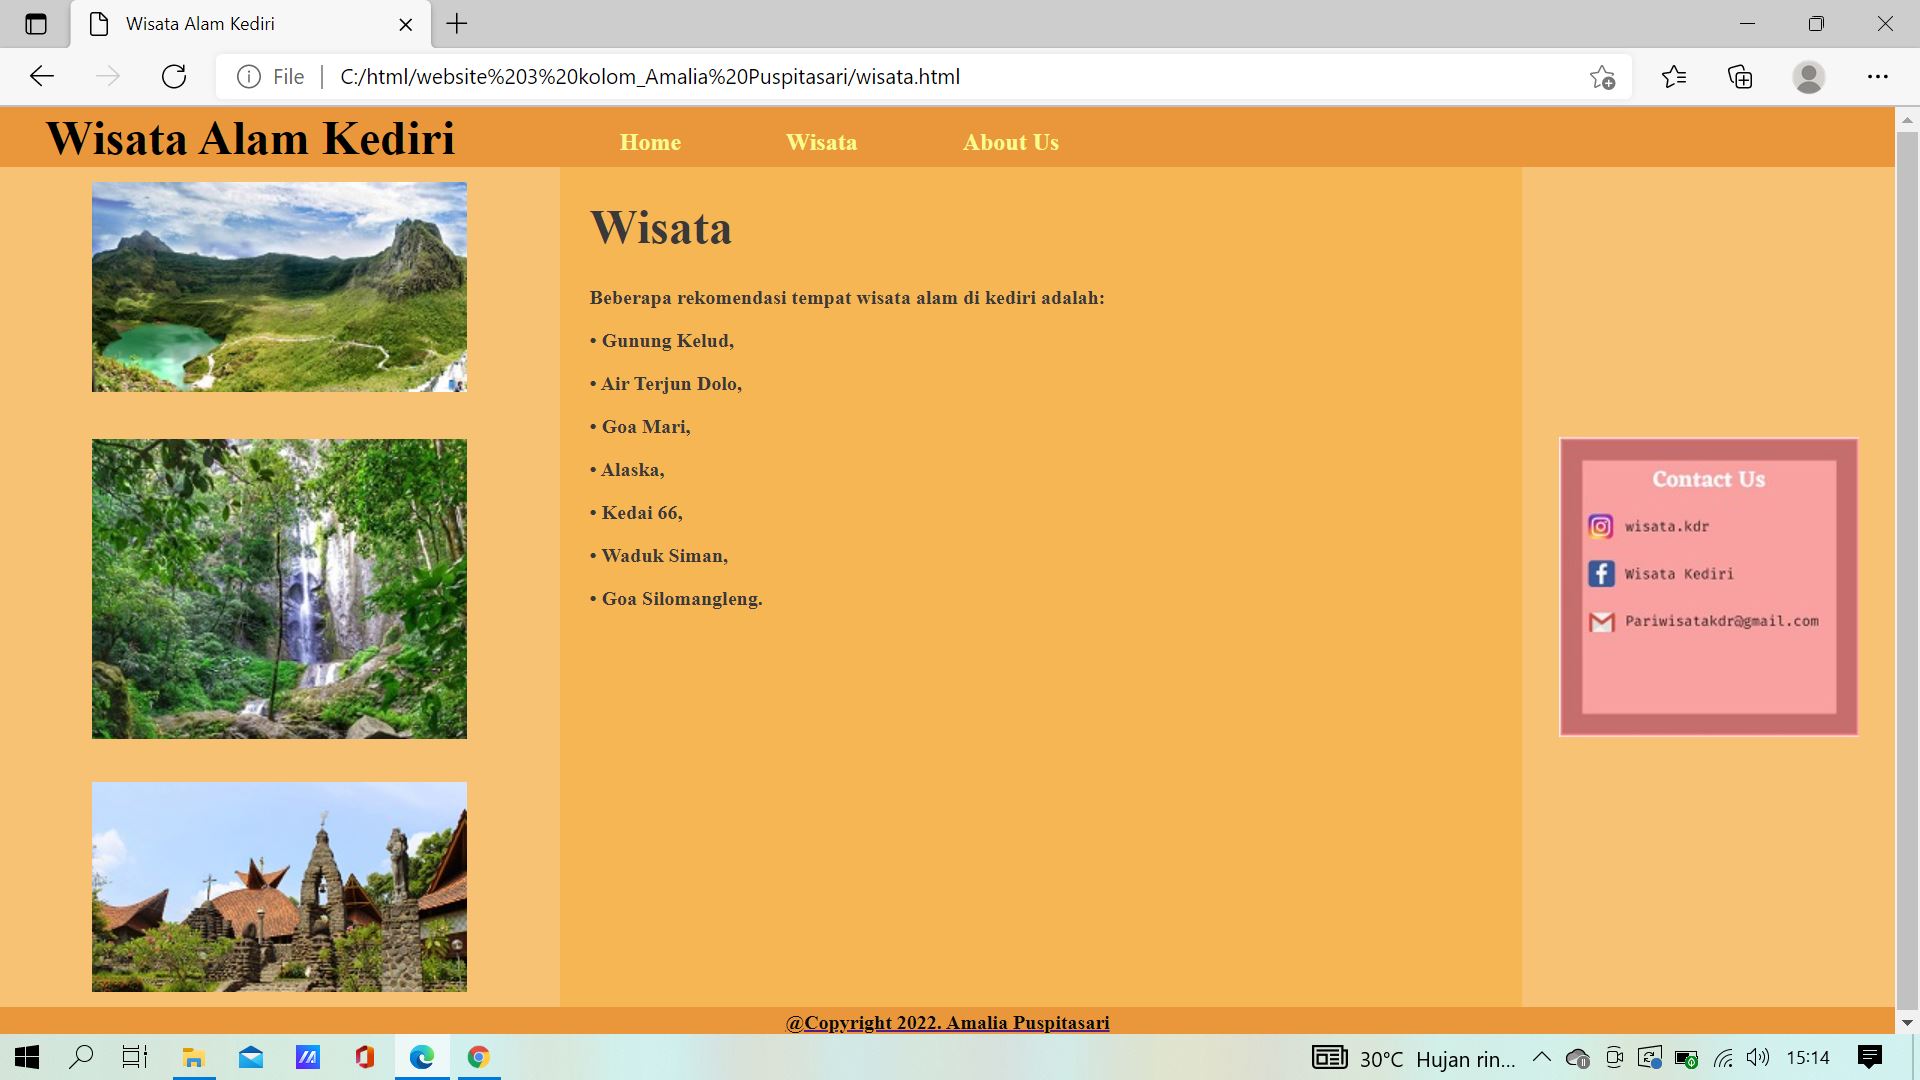 Wisata Alam Kediri
File
C:/html/website%203%20kolom_Amalia%20Puspitasari/wisata.html
Wisata Alam Kediri
Home
Wisata
About Us
Wisata
Beberapa rekomendasi tempat wisata alam di kediri adalah:
• Gunung Kelud,
• Air Terjun Dolo,
• Goa Mari,
• Alaska,
• Kedai 66,
• Waduk Siman,
• Goa Silomangleng.
Contact Us
wisata.kdr
Wisata Kediri
Pariwisatakdr@gmail.com
@Copyright 2022. Amalia Puspitasari
30°C Hujan rin...
15:14